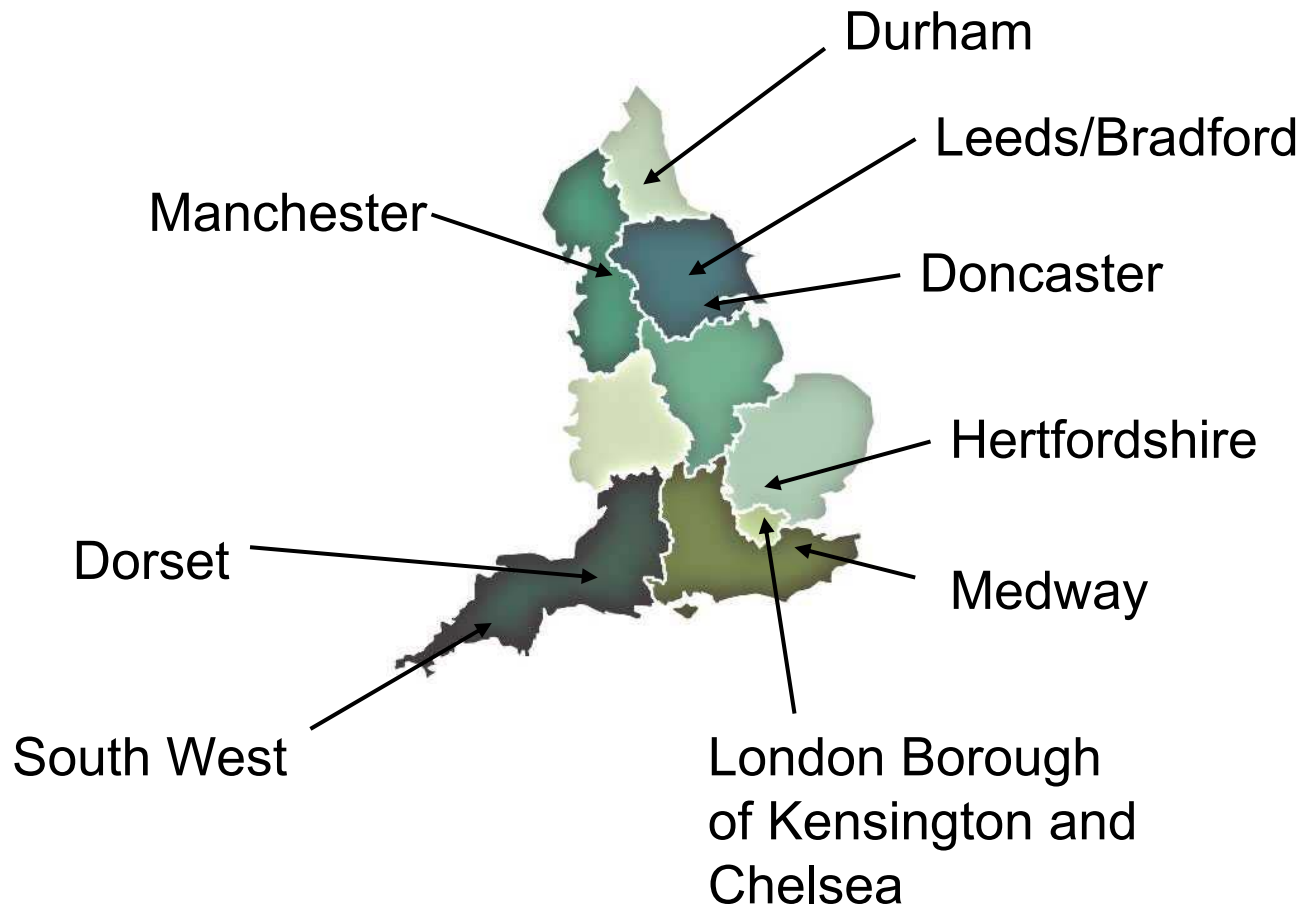 Durham
Leeds/Bradford
Manchester
Doncaster
Hertfordshire
Dorset
Medway
South West
London Borough
of Kensington and
Chelsea